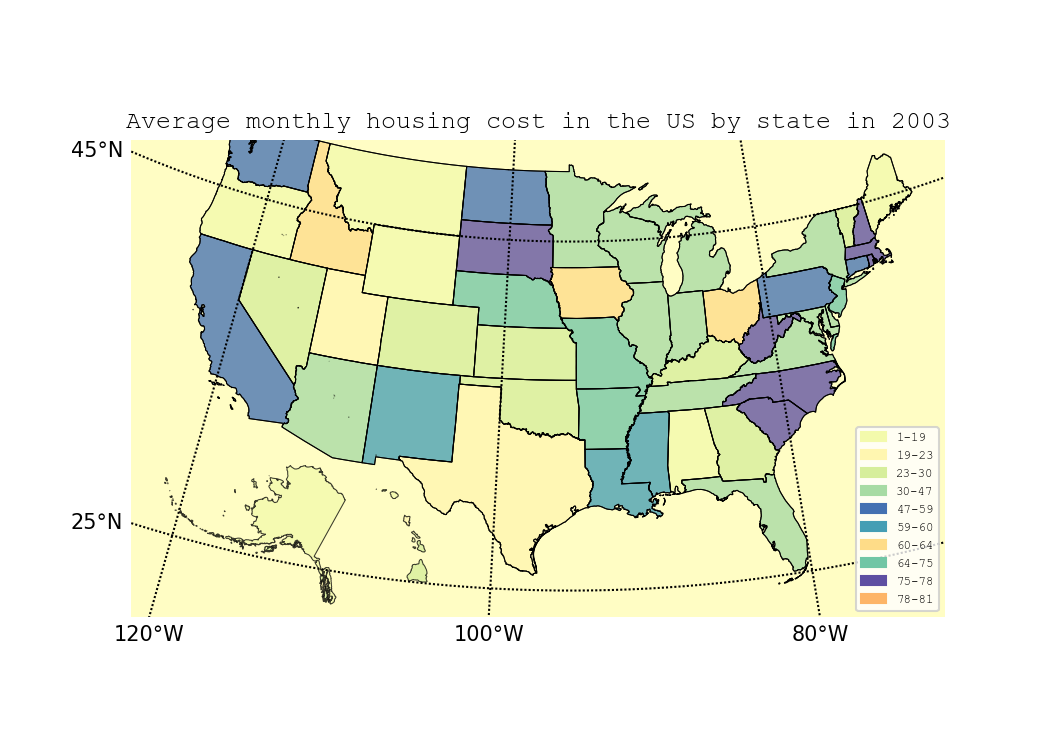 Average monthly housing cost in the US by state in 2003
45°N
25°N
120°W
100°W
80°W
1−19
19−23
23−30
30−47
47−59
59−60
60−64
64−75
75−78
78−81